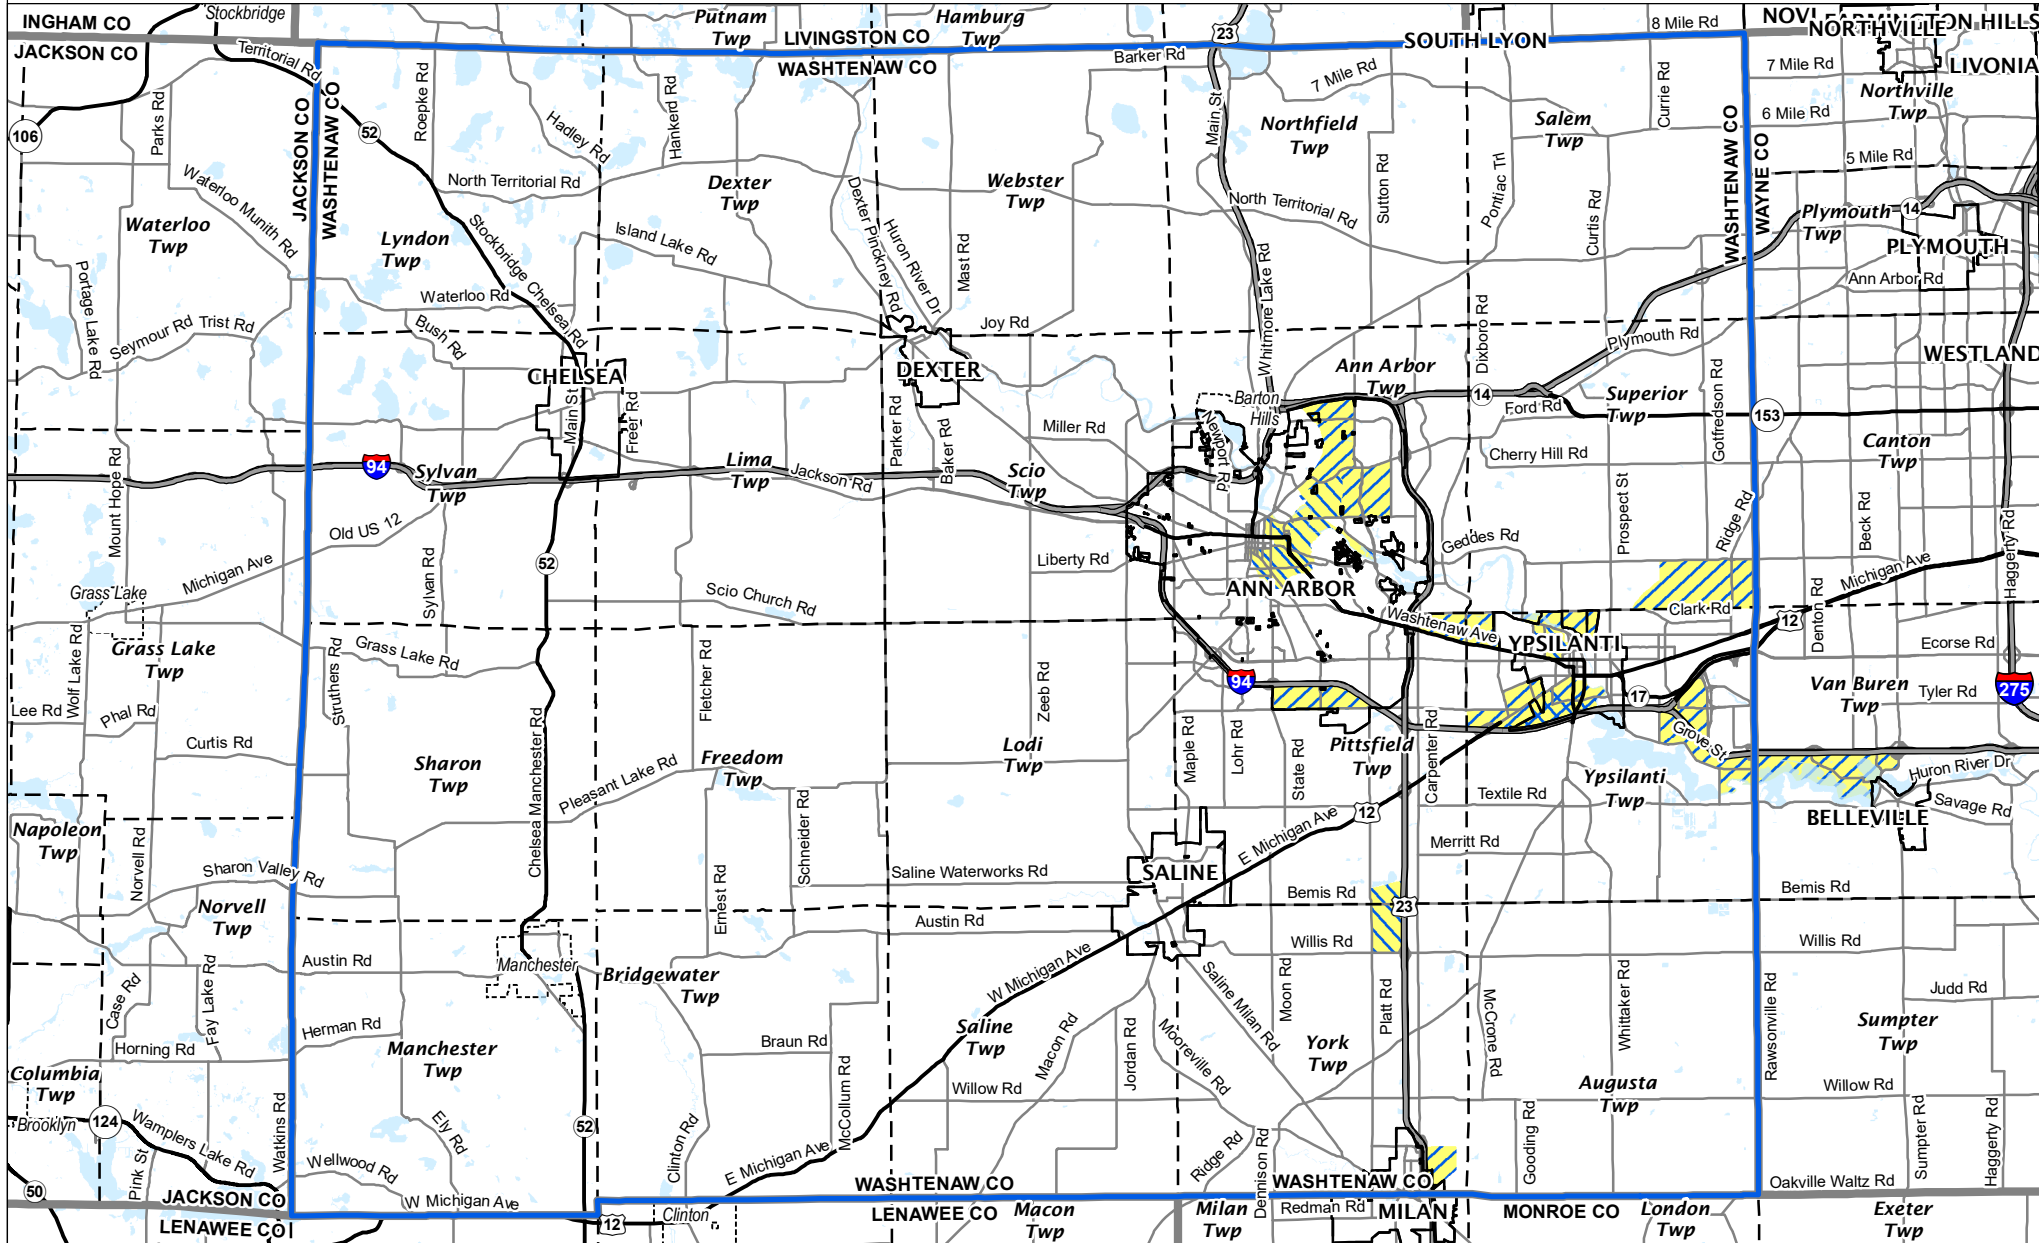 Stockbridge
INGHAM CO
JACKSON CO
Territorial Rd
Putnam
Twp
Hamburg
Twp
LIVINGSTON CO
WASHTENAW CO
23
Barker Rd
SOUTH LYON
8 Mile Rd
NOVI
FARMINGTON HILLS
NORTHVILLE
LIVONIA
7 Mile Rd
7 Mile Rd
Northville
Twp
6 Mile Rd
5 Mile Rd
106
Parks Rd
JACKSON CO
WASHTENAW CO
52
Roepke Rd
Hadley Rd
Hankerd Rd
Main St
Northfield
Twp
Salem
Twp
Currie Rd
WASHTENAW CO
WAYNE CO
Waterloo Munith Rd
North Territorial Rd
Dexter
Twp
Webster
Twp
North Territorial Rd
Sutton Rd
Pontiac Trl
Curtis Rd
Plymouth
Twp
14
PLYMOUTH
Ann Arbor Rd
Waterloo
Twp
Lyndon
Twp
Stockbridge Chelsea Rd
Island Lake Rd
Dexter Pinckney Rd
Huron River Dr
Mast Rd
Whitmore Lake Rd
Portage Lake Rd
Seymour Rd
Trist Rd
Waterloo Rd
Bush Rd
Joy Rd
Dixboro Rd
Plymouth Rd
WESTLAND
CHELSEA
Main St
Freer Rd
DEXTER
Ann Arbor
Twp
14
Ford Rd
Superior
Twp
Gotfredson Rd
153
Barton
Hills
Newport Rd
Miller Rd
Parker Rd
Baker Rd
Cherry Hill Rd
Canton
Twp
Mount Hope Rd
94
Sylvan
Twp
Lima
Twp
Jackson Rd
Scio
Twp
Prospect St
Ridge Rd
Beck Rd
Haggerty Rd
Old US 12
Michigan Ave
Sylvan Rd
52
Liberty Rd
Geddes Rd
Michigan Ave
Grass Lake
Scio Church Rd
ANN ARBOR
Washtenaw Ave
Clark Rd
12
Denton Rd
Ecorse Rd
Wolf Lake Rd
Grass Lake
Twp
Struthers Rd
Grass Lake Rd
Fletcher Rd
Zeeb Rd
YPSILANTI
94
17
Van Buren
Twp
Tyler Rd
275
Lee Rd
Phal Rd
Curtis Rd
Chelsea Manchester Rd
Maple Rd
Lohr Rd
State Rd
Pittsfield
Twp
Carpenter Rd
Grove St
Sharon
Twp
Pleasant Lake Rd
Freedom
Twp
Lodi
Twp
Ypsilanti
Twp
Textile Rd
Huron River Dr
Savage Rd
BELLEVILLE
Napoleon
Twp
Norvell Rd
Schneider Rd
12
E Michigan Ave
Merritt Rd
Sharon Valley Rd
Ernest Rd
Saline Waterworks Rd
SALINE
Bemis Rd
23
Bemis Rd
Norvell
Twp
Austin Rd
Willis Rd
Willis Rd
Austin Rd
Manchester
Bridgewater
Twp
W Michigan Ave
Saline Milan Rd
Moon Rd
Platt Rd
McCrone Rd
Whittaker Rd
Rawsonville Rd
Judd Rd
Case Rd
Fay Lake Rd
Herman Rd
Horning Rd
Manchester
Twp
Braun Rd
McCollum Rd
Saline
Twp
Macon Rd
Jordan Rd
Mooreville Rd
York
Twp
Sumpter
Twp
Columbia
Twp
Willow Rd
Augusta
Twp
Willow Rd
Brooklyn
124
Wamplers Lake Rd
Watkins Rd
Ely Rd
52
Clinton Rd
E Michigan Ave
Ridge Rd
Dennison Rd
Gooding Rd
Sumpter Rd
Haggerty Rd
50
Pink St
Wellwood Rd
W Michigan Ave
JACKSON CO
LENAWEE CO
12
Clinton
WASHTENAW CO
LENAWEE CO
Macon
Twp
Milan
Twp
WASHTENAW CO
Redman Rd
MILAN
MONROE CO
London
Twp
Oakville Waltz Rd
Exeter
Twp